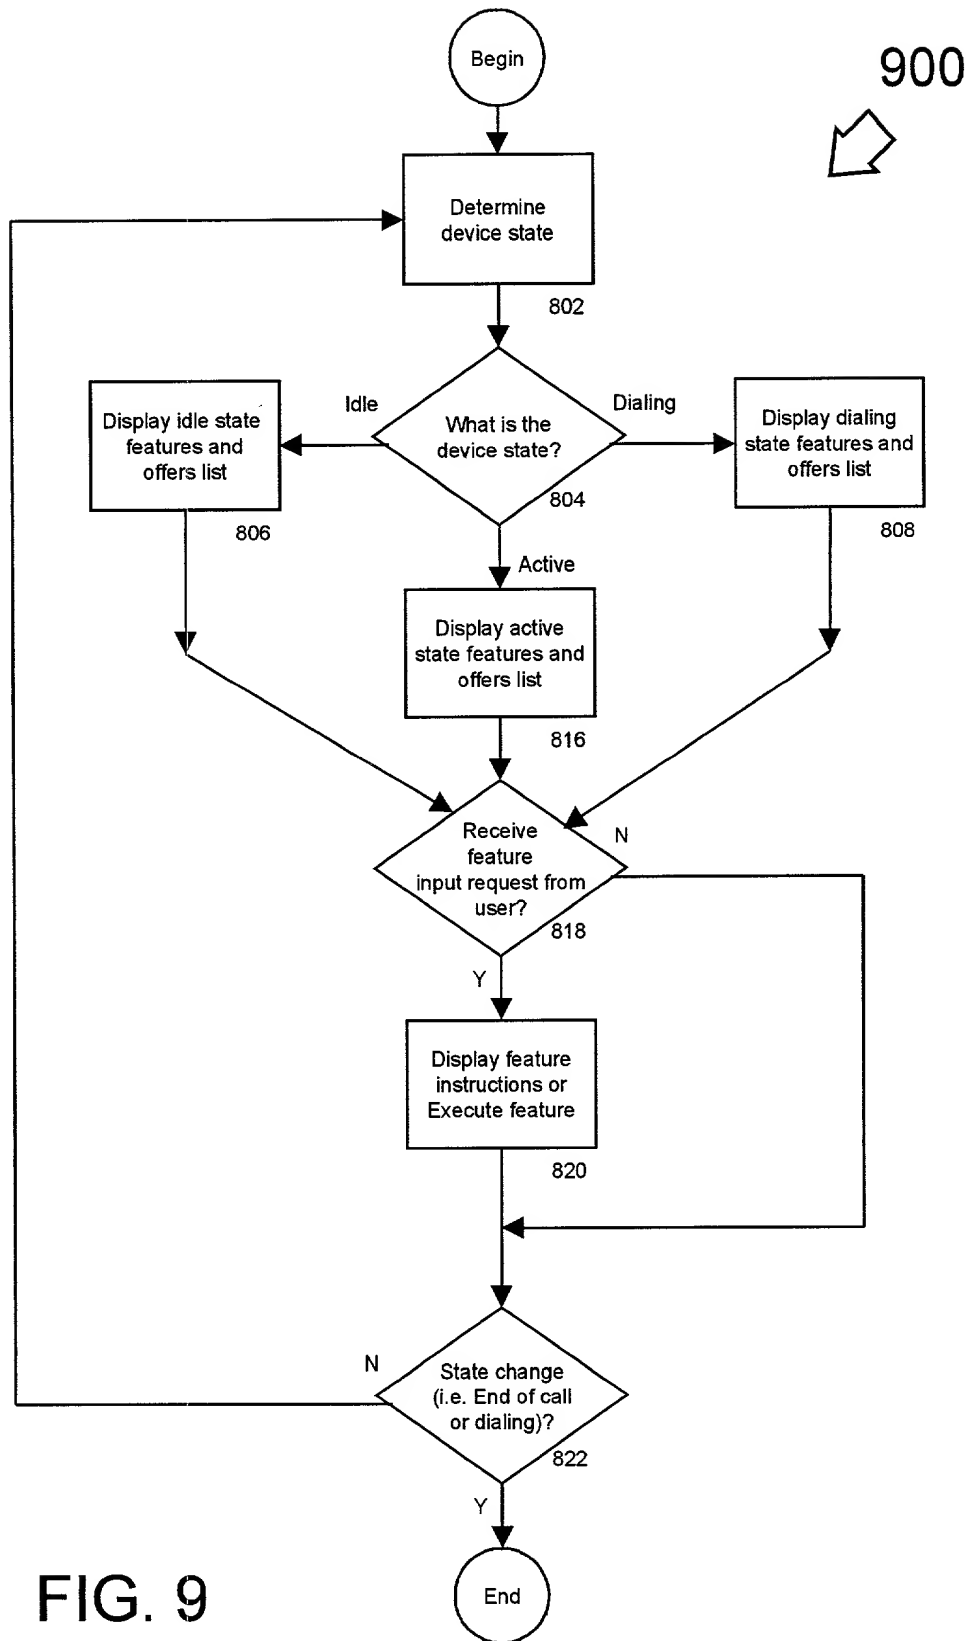 Begin
900
Determine
device state
802
Idle
Dialing
Display idle state
features and
offers list
806
What is the
device state?
804
Display dialing
state features and
offers list
808
Active
Display active
state features and
offers list
816
Receive
feature
input request from
user?
818
N
Y
Display feature
instructions or
Execute feature
820
N
State change
(i.e. End of call
or dialing)?
822
Y
End
FIG. 9